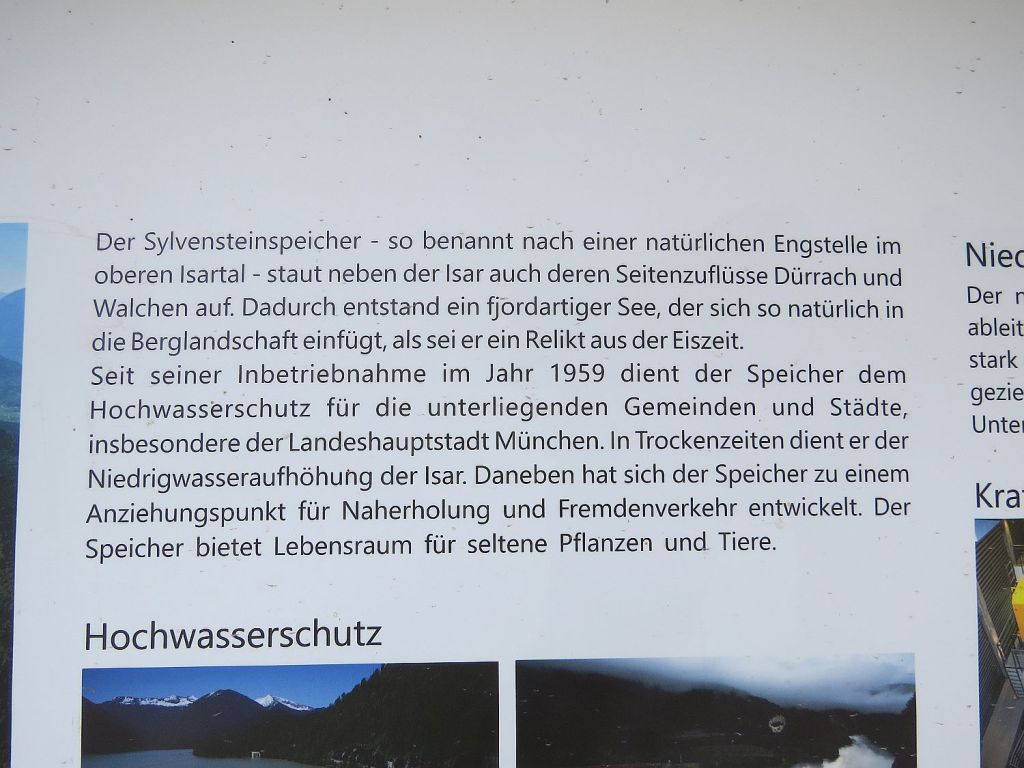 Der Sylvensteinspeicher - so benannt nach einer natürlichen Engstelle im
oberen Isartal - staut neben der Isar auch deren Seitenzuflüsse Dürrach und
Walchen auf. Dadurch entstand ein fjordartiger See, der sich so natürlich in
die Berglandschaft einfügt, als sei er ein Relikt aus der Eiszeit.
Seit seiner Inbetriebnahme im Jahr 1959 dient der Speicher dem
Hochwasserschutz für die unterliegenden Gemeinden und Städte,
insbesondere der Landeshauptstadt München. In Trockenzeiten dient er der
Niedrigwasseraufhöhung der Isar. Daneben hat sich der Speicher zu einem
Anziehungspunkt für Naherholung und Fremdenverkehr entwickelt. Der
Speicher bietet Lebensraum für seltene Pflanzen und Tiere.
Hochwasserschutz
Nied
Der
ableit
stark
gezie
Unter
Kra